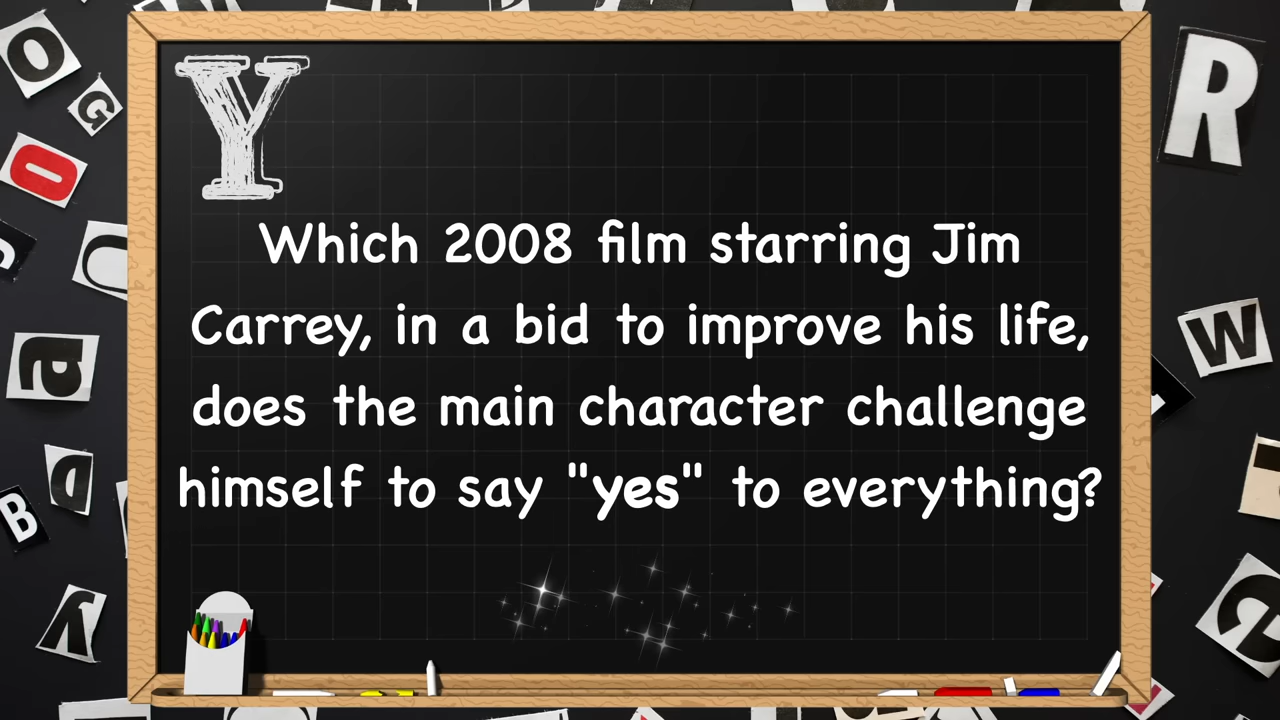 Y
Which 2008 film starring Jim
Carrey, in a bid to improve his life,
does the main character challenge
himself to say "yes" to everything?
O
G
O
R
a
W
D
B
y